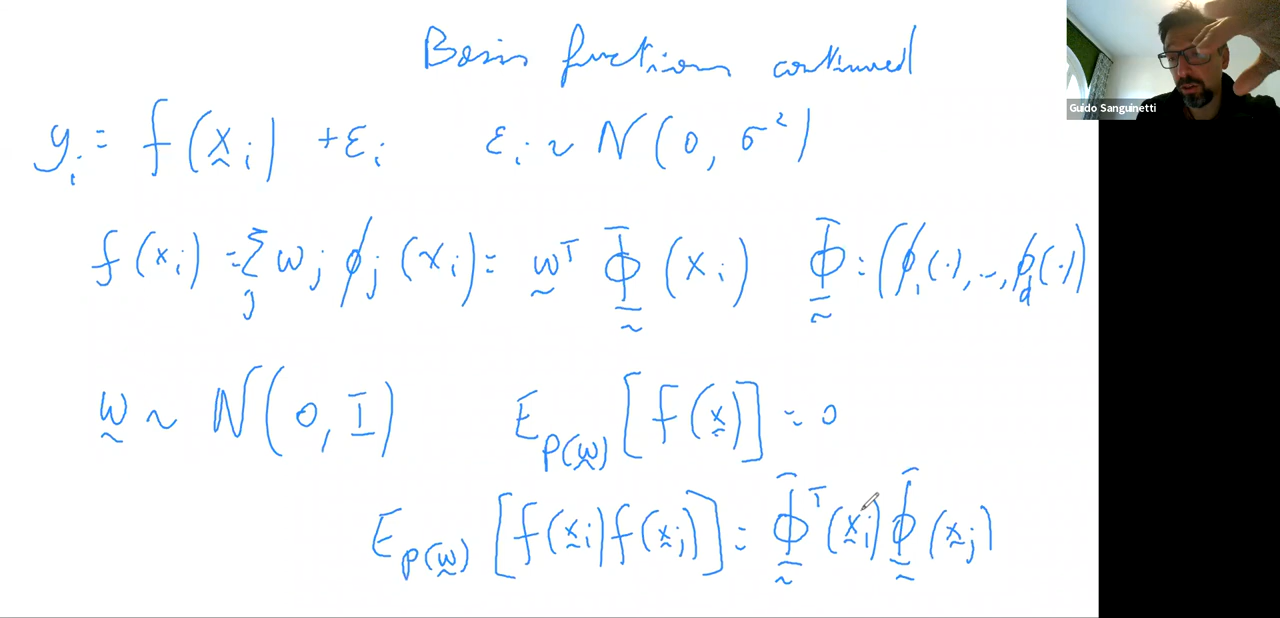 Basis functions continued
Guido Sanguinetti
y_i = f(x_i) + ε_i    ε_i ~ N(0, σ²)
f(x_i) = Σ_j w_j ϕ_j(x_i) = w^T Φ(x_i)    Φ = (ϕ_1(·), …, ϕ_d(·))
w ~ N(0, I)    E_p(w)[f(x)] = 0
E_p(w)[f(x_i) f(x_j)] = Φ^T(x_i) Φ(x_j)